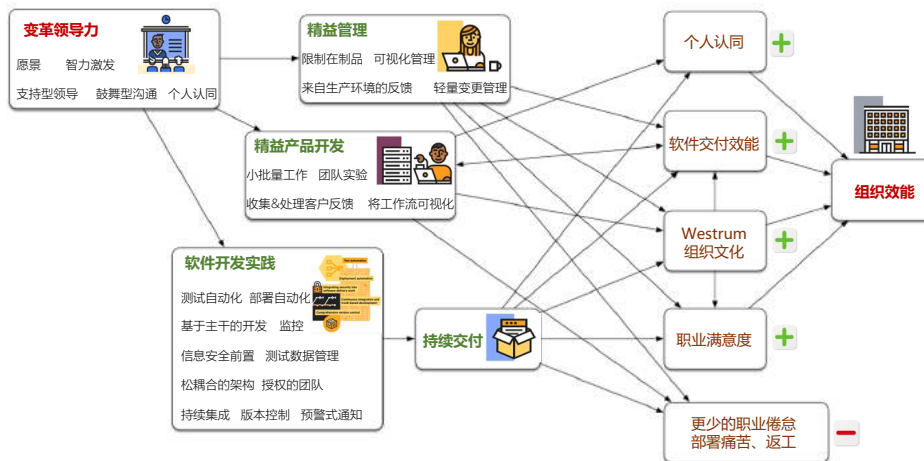 变革领导力
愿景 智力激发
支持型领导 鼓舞型沟通 个人认同
精益管理
限制在制品 可视化管理
来自生产环境的反馈 轻量变更管理
精益产品开发
小批量工作 团队实验
收集&处理客户反馈 将工作流可视化
软件开发实践
测试自动化 部署自动化
基于主干的开发 监控
信息安全前置 测试数据管理
松耦合的架构 授权的团队
持续集成 版本控制 预警式通知
Test automation
Deployment automation
Comprehensive version control
持续交付
个人认同
软件交付效能
Westrum
组织文化
职业满意度
更少的职业倦怠
部署痛苦、返工
组织效能